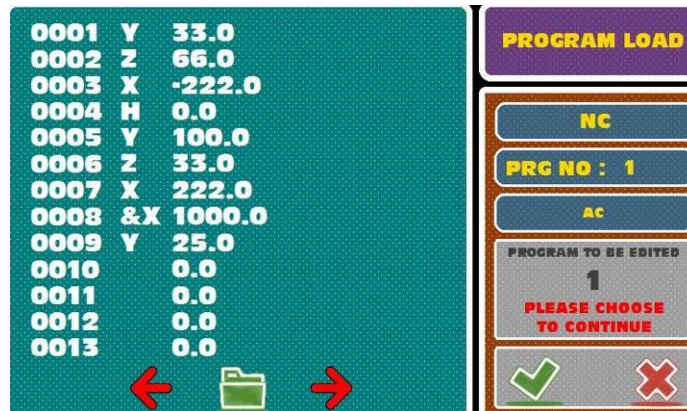 0001 Y 33.0
0002 Z 66.0
0003 X -222.0
0004 H 0.0
0005 Y 100.0
0006 Z 33.0
0007 X 222.0
0008 &X 1000.0
0009 Y 25.0
0010 0.0
0011 0.0
0012 0.0
0013 0.0
PROGRAM LOAD
NC
PRG NO : 1
AC
PROGRAM TO BE EDITED
1
PLEASE CHOOSE
TO CONTINUE